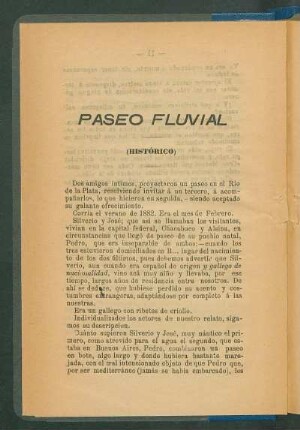 — 17 —
PASEO FLUVIAL
(HISTÓRICO)
Dos amigos íntimos, proyectaron un paseo en el Río
de la Plata, resolviendo invitar á un tercero, á acom-
pañarlos, lo que hicieron en seguida, siendo aceptado
su galante ofrecimiento.
Corría el verano de 1882. Era el mes de Febrero.
Silverio y José; que así se llamaban los visitantes,
vivían en la capital federal,
circunstancias que llegó de paseo de su pueblo natal,
Pedro, que era inseparable de ambos cuando los
tres estuvieron domiciliados en R... lugar del nacimiento
de los dos últimos, pues debemos advertir que Sil-
verio, aun cuando era español de origen y gallego de
nacionalidad, vino sui muy niño y llevaba, por ese
tiempo, largos años de residencia entre nosotros. De
ahí se deduce, que hubiese perdido su acento y cos-
tumbres extrangeras, adaptándose por completo á las
nuestras.
Era un gallego con ribetes de criollo.
Individualizados los actores de nuestro relato, siga-
mos su descripción.
Cuánto supieron Silverio y José, muy náutico el pri-
mero, como atrevido para el agua el segundo, que es-
taba en Buenos Aires, Pedro, combinaron un paseo
en bote, algo largo y donde hubiera bastante mare-
jada, con el mal intencionado objeto de que Pedro que,
por ser mediterráneo (jamás se había embarcado), les